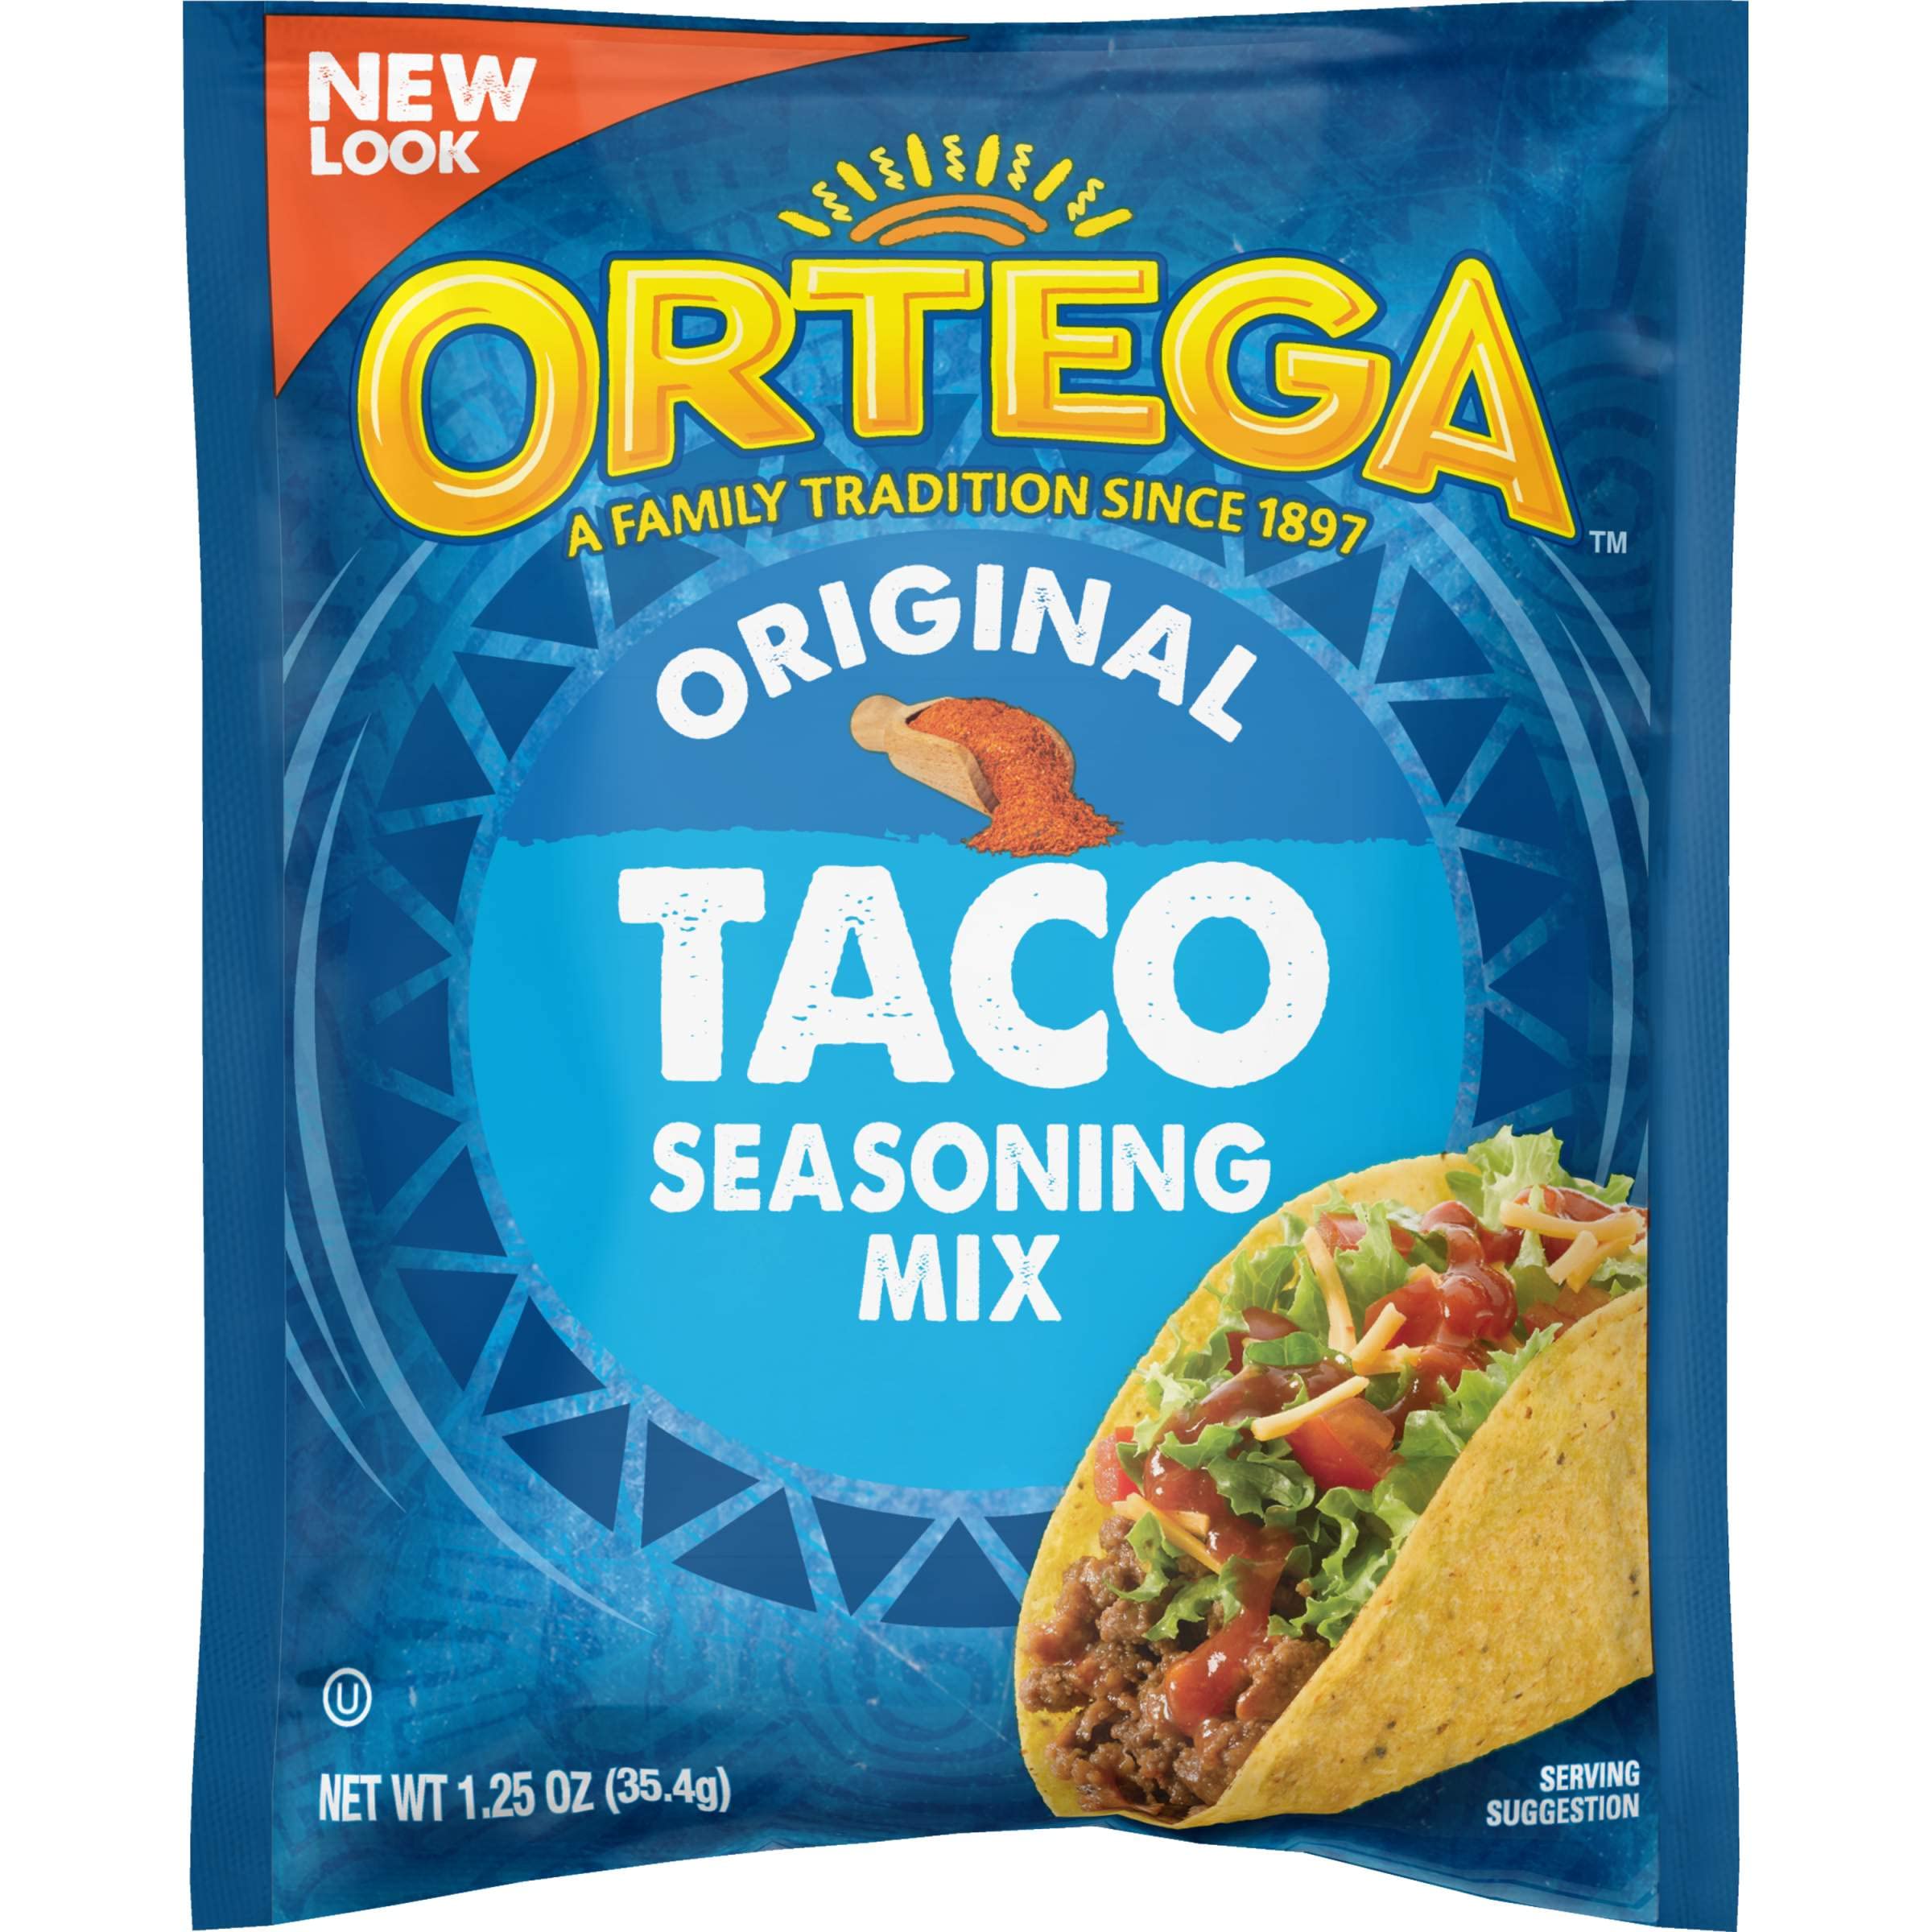 NEW
LOOK
ORTEGA
A FAMILY TRADITION SINCE 1897
TM
ORIGINAL
TACO
SEASONING
MIX
U
NET WT 1.25 OZ (35.4g)
SERVING
SUGGESTION